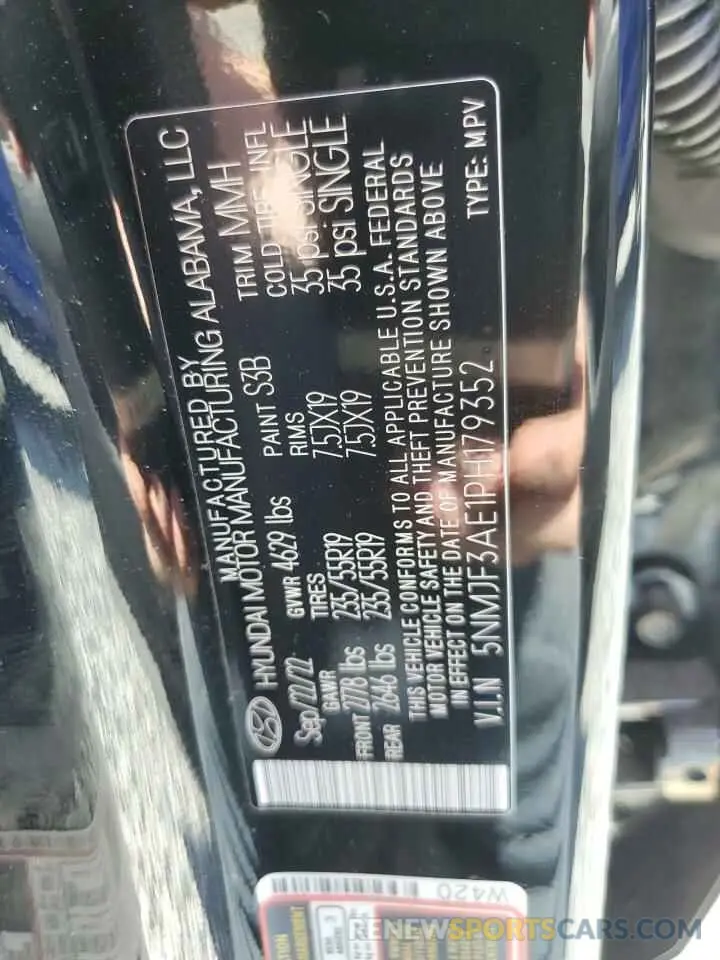 MANUFACTURED BY
HYUNDAI MOTOR MANUFACTURING ALABAMA, LLC
Sep/22/22 GVWR 4629 lbs PAINT S3B TRIM MMH
GAWR TIRES RIMS COLD TIRE INFL
FRONT 2778 lbs 235/55R19 7.5JX19 35 psi SINGLE
REAR 2646 lbs 235/55R19 7.5JX19 35 psi SINGLE
THIS VEHICLE CONFORMS TO ALL APPLICABLE U.S.A. FEDERAL
MOTOR VEHICLE SAFETY AND THEFT PREVENTION STANDARDS
IN EFFECT ON THE DATE OF MANUFACTURE SHOWN ABOVE
V.I.N 5NMJF3AE1PH179352 TYPE: MPV
W420
RENEWSPORTSCARS.COM